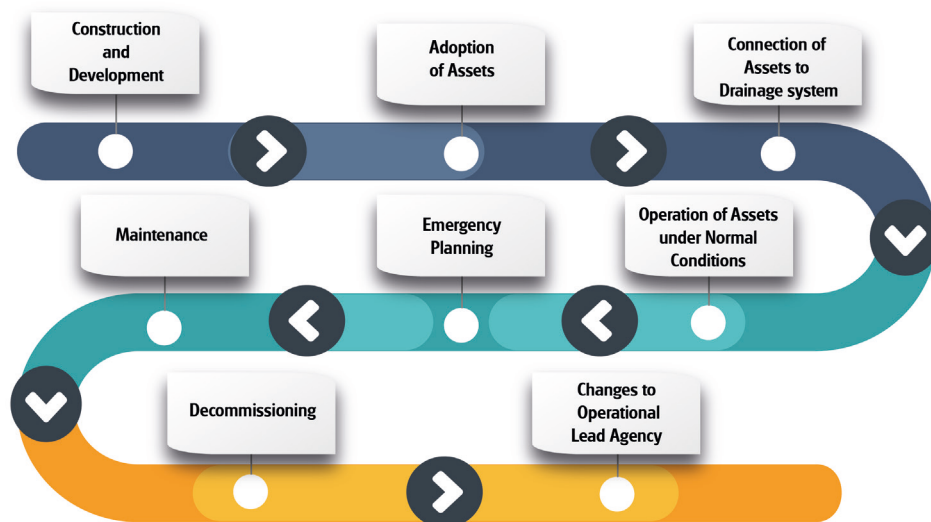 Construction
and
Development
Adoption
of Assets
Connection of
Assets to
Drainage system
Operation of Assets
under Normal
Conditions
Emergency
Planning
Maintenance
Decommissioning
Changes to
Operational
Lead Agency